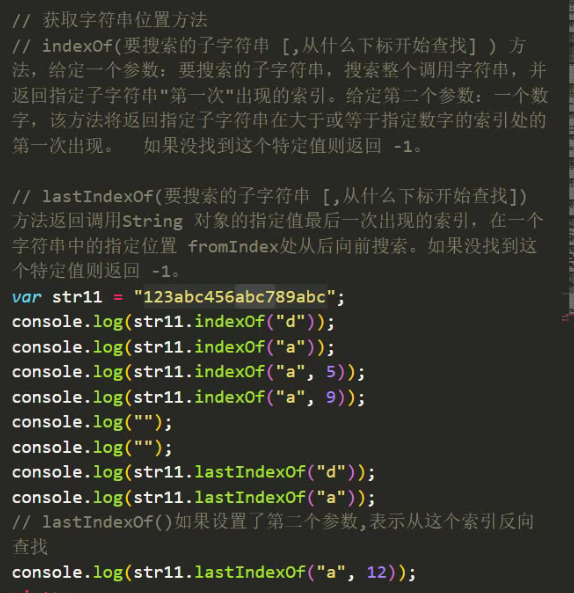 // 获取字符串位置方法
// indexOf(要搜索的子字符串 [,从什么下标开始查找] ) 方
法，给定一个参数：要搜索的子字符串，搜索整个调用字符串，并
返回指定子字符串"第一次"出现的索引。给定第二个参数：一个数
字，该方法将返回指定子字符串在大于或等于指定数字的索引处的
第一次出现。  如果没找到这个特定值则返回 -1。
// lastIndexOf(要搜索的子字符串 [,从什么下标开始查找])
方法返回调用String 对象的指定值最后一次出现的索引，在一个
字符串中的指定位置 fromIndex处从后向前搜索。如果没找到这
个特定值则返回 -1。
var str11 = "123abc456abc789abc";
console.log(str11.indexOf("d"));
console.log(str11.indexOf("a"));
console.log(str11.indexOf("a", 5));
console.log(str11.indexOf("a", 9));
console.log("");
console.log("");
console.log(str11.lastIndexOf("d"));
console.log(str11.lastIndexOf("a"));
// lastIndexOf()如果设置了第二个参数,表示从这个索引反向
查找
console.log(str11.lastIndexOf("a", 12));